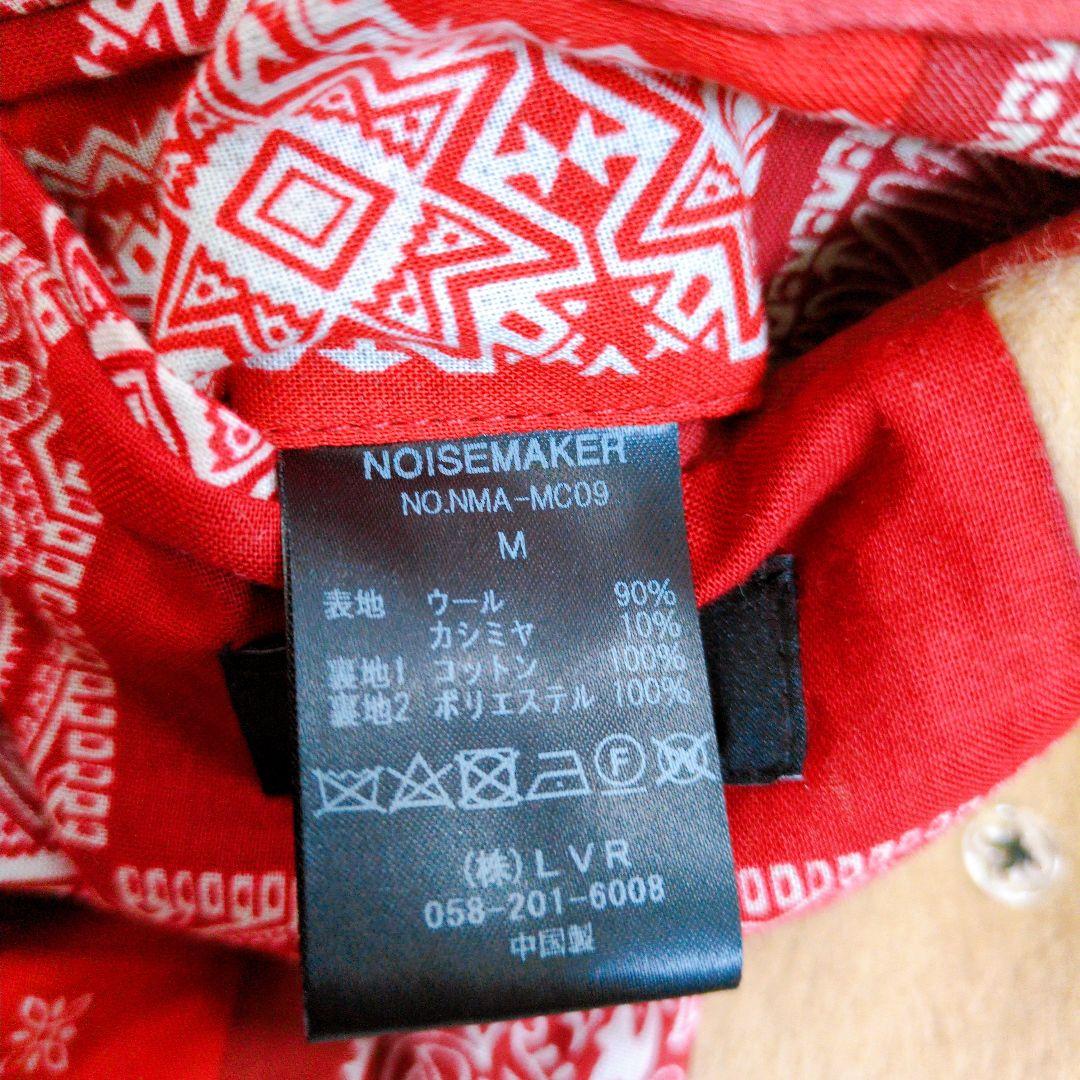 NOISEMAKER
NO.NMA-MC09
M
表地 ウール 90%
カシミヤ 10%
裏地1 コットン 100%
裏地2 ポリエステル 100%
F
(株)LVR
058-201-6008
中国製